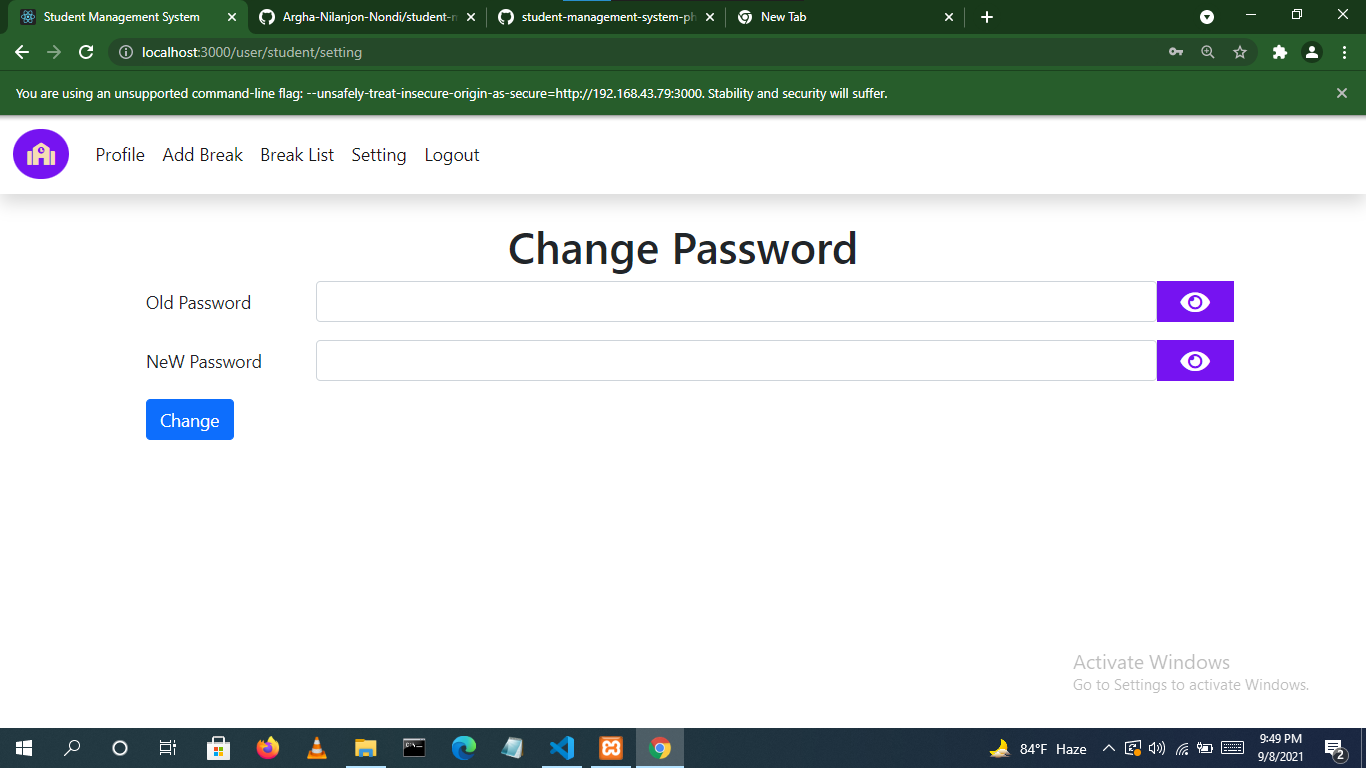 Student Management System
Argha-Nilanjon-Nondi/student-m
student-management-system-ph
New Tab
localhost:3000/user/student/setting
You are using an unsupported command-line flag: --unsafely-treat-insecure-origin-as-secure=http://192.168.43.79:3000. Stability and security will suffer.
Profile Add Break Break List Setting Logout
Change Password
Old Password
NeW Password
Change
Activate Windows
Go to Settings to activate Windows.
84°F Haze
9:49 PM
9/8/2021
2